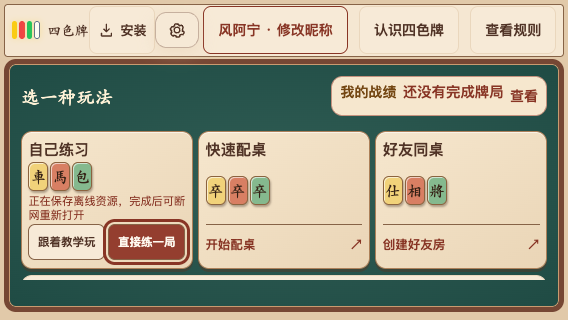 四色牌
安装
风阿宁 · 修改昵称
认识四色牌
查看规则
选一种玩法
我的战绩 还没有完成牌局 查看
自己练习
車 馬 包
正在保存离线资源，完成后可断
网重新打开
跟着教学玩
直接练一局
快速配桌
卒 卒 卒
开始配桌 ↗
好友同桌
仕 相 將
创建好友房 ↗